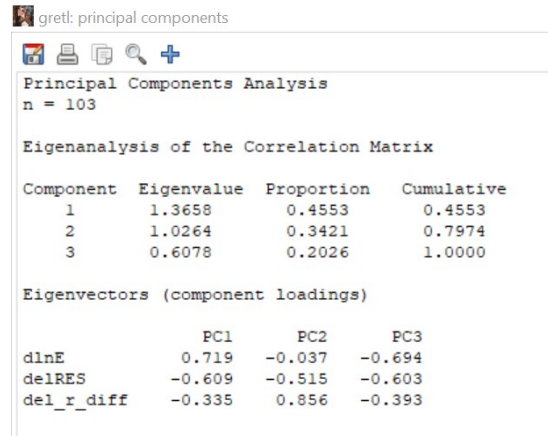 gretl: principal components
Principal Components Analysis
n = 103
Eigenanalysis of the Correlation Matrix
Component Eigenvalue Proportion Cumulative
1 1.3658 0.4553 0.4553
2 1.0264 0.3421 0.7974
3 0.6078 0.2026 1.0000
Eigenvectors (component loadings)
PC1 PC2 PC3
dlnE 0.719 -0.037 -0.694
delRES -0.609 -0.515 -0.603
del_r_diff -0.335 0.856 -0.393